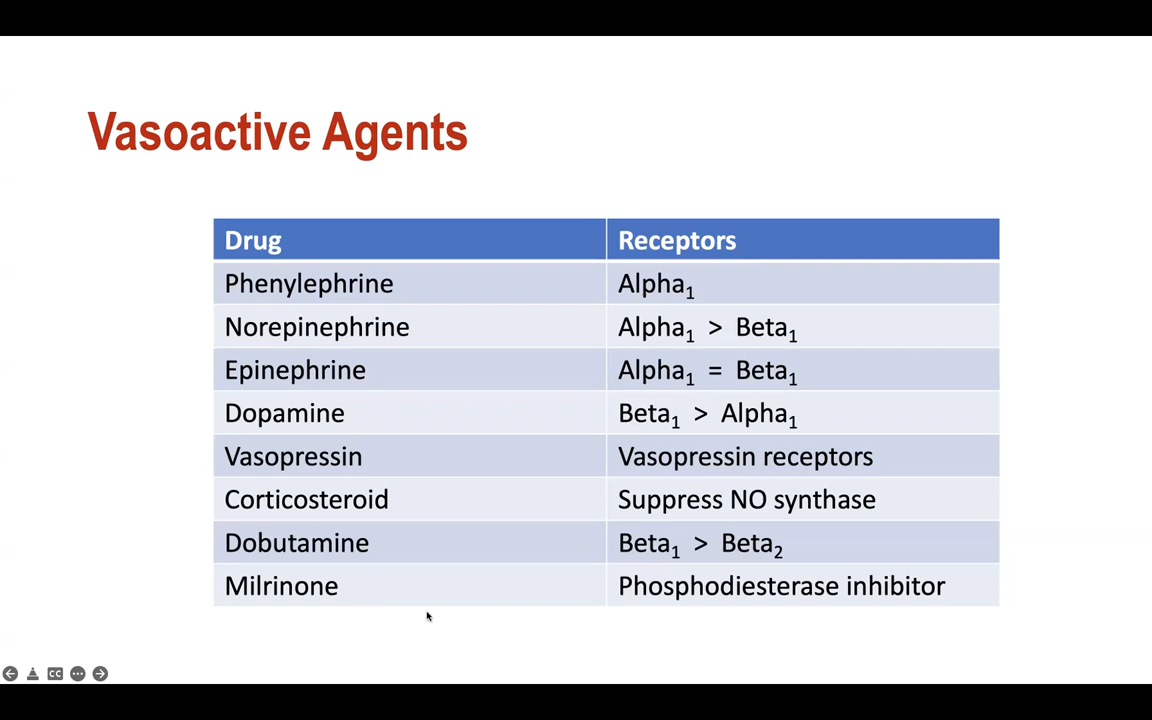 Vasoactive Agents
Drug Receptors
Phenylephrine Alpha₁
Norepinephrine Alpha₁ > Beta₁
Epinephrine Alpha₁ = Beta₁
Dopamine Beta₁ > Alpha₁
Vasopressin Vasopressin receptors
Corticosteroid Suppress NO synthase
Dobutamine Beta₁ > Beta₂
Milrinone Phosphodiesterase inhibitor
CC